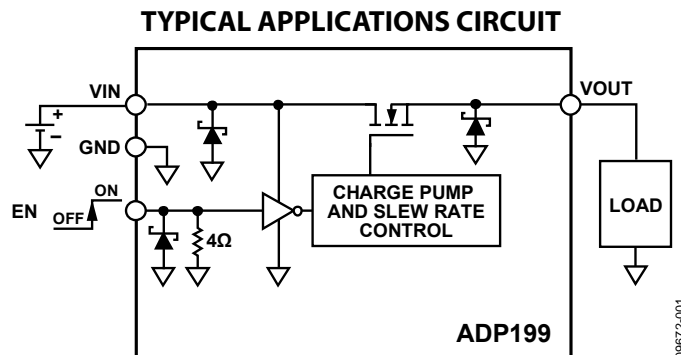 TYPICAL APPLICATIONS CIRCUIT
VIN
VOUT
+
–
GND
EN
OFF
ON
4Ω
CHARGE PUMP
AND SLEW RATE
CONTROL
LOAD
ADP199
09672-001